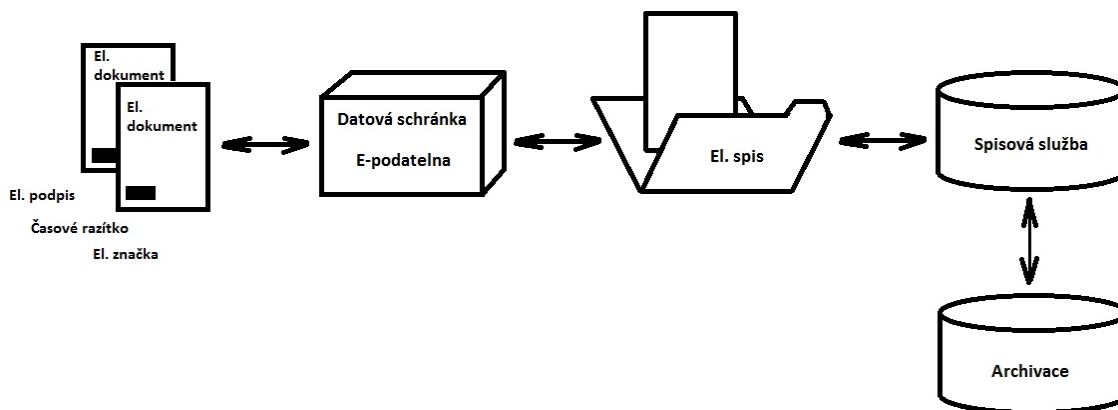 El.
dokument
El.
dokument
El. podpis
Časové razítko
El. značka
Datová schránka
E-podatelna
El. spis
Spisová služba
Archivace